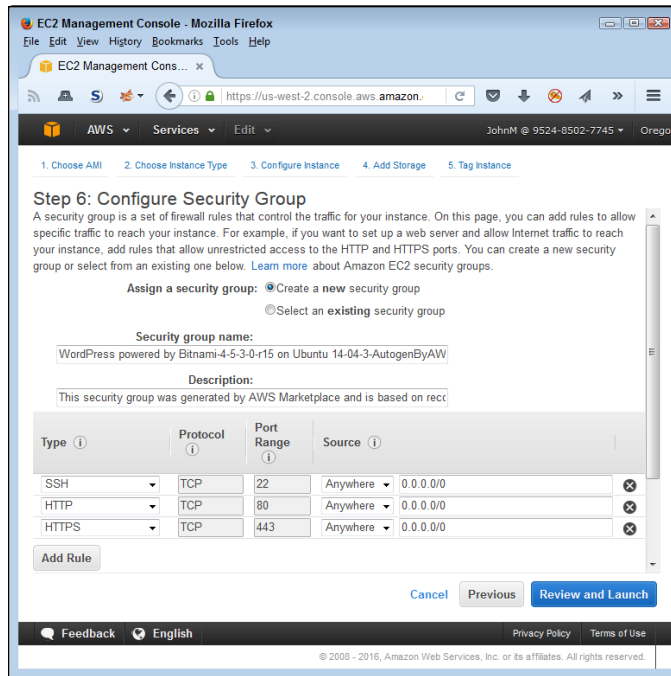 EC2 Management Console - Mozilla Firefox
File Edit View History Bookmarks Tools Help
EC2 Management Cons... ×
https://us-west-2.console.aws.amazon.
AWS Services Edit JohnM @ 9524-8502-7745 Orego
1. Choose AMI 2. Choose Instance Type 3. Configure Instance 4. Add Storage 5. Tag Instance
Step 6: Configure Security Group
A security group is a set of firewall rules that control the traffic for your instance. On this page, you can add rules to allow
specific traffic to reach your instance. For example, if you want to set up a web server and allow Internet traffic to reach
your instance, add rules that allow unrestricted access to the HTTP and HTTPS ports. You can create a new security
group or select from an existing one below. Learn more about Amazon EC2 security groups.
Assign a security group: Create a new security group
Select an existing security group
Security group name:
WordPress powered by Bitnami-4-5-3-0-r15 on Ubuntu 14-04-3-AutogenByAW
Description:
This security group was generated by AWS Marketplace and is based on recc
Type Protocol Port Range Source
SSH TCP 22 Anywhere 0.0.0.0/0
HTTP TCP 80 Anywhere 0.0.0.0/0
HTTPS TCP 443 Anywhere 0.0.0.0/0
Add Rule
Cancel Previous Review and Launch
Feedback English Privacy Policy Terms of Use
© 2008 - 2016, Amazon Web Services, Inc. or its affiliates. All rights reserved.